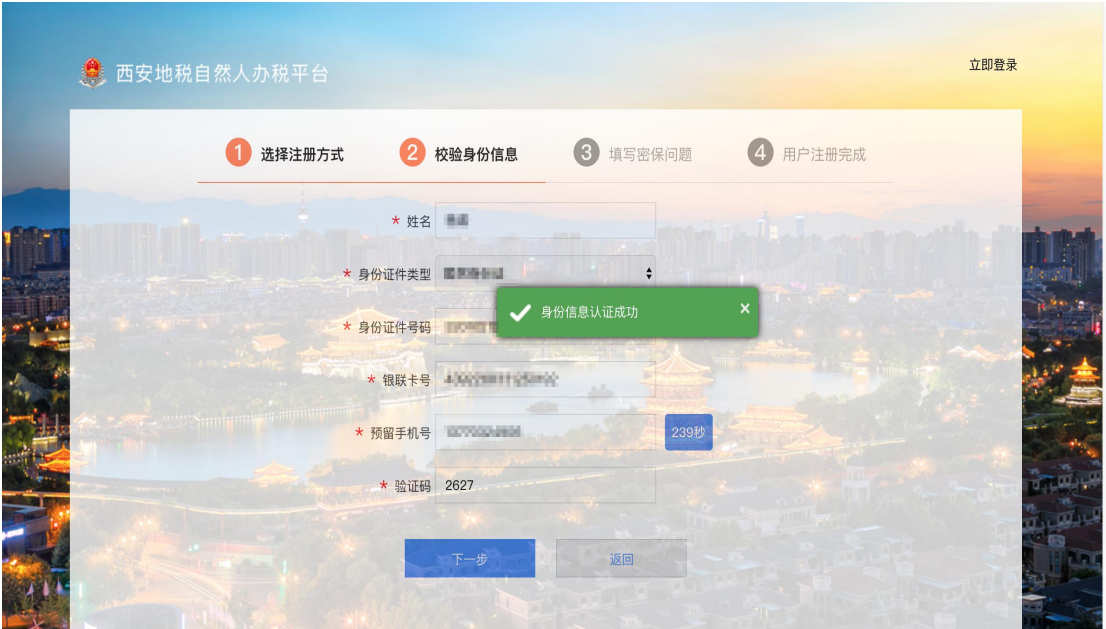 西安地税自然人办税平台
立即登录
1 选择注册方式 2 校验身份信息 3 填写密保问题 4 用户注册完成
* 姓名
* 身份证件类型
身份信息认证成功 ×
* 身份证件号码
* 银联卡号
* 预留手机号 239秒
* 验证码 2627
下一步 返回